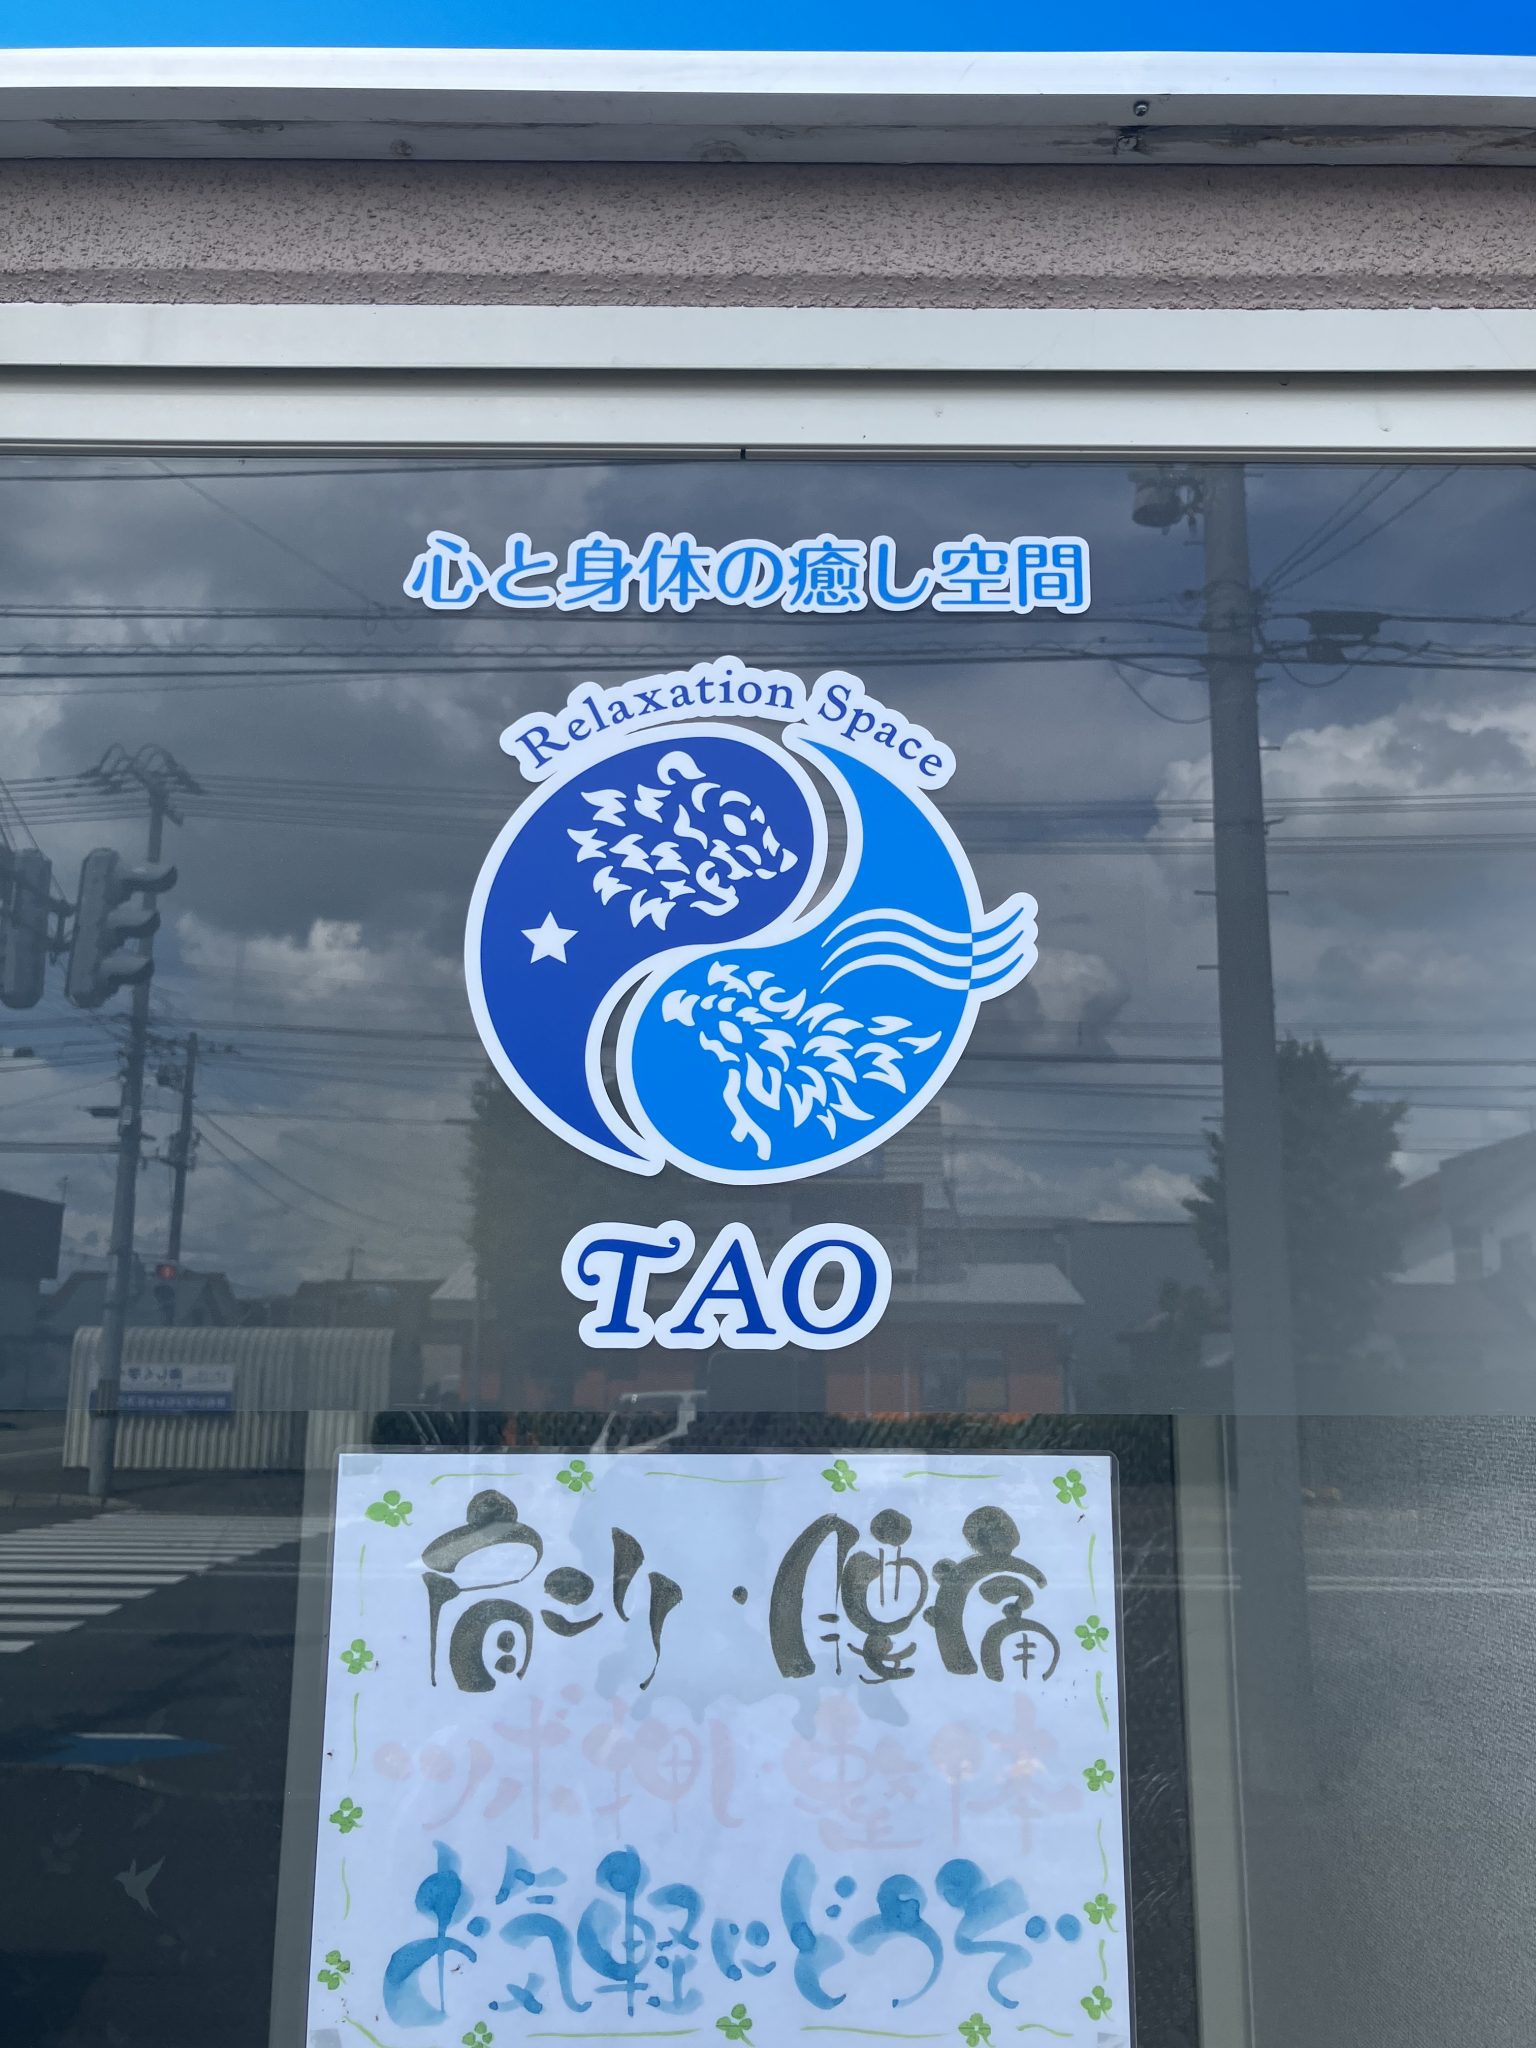 心と身体の癒し空間
Relaxation Space
TAO
肩こり・腰痛
ツボ押し・整体
お気軽にどうぞ